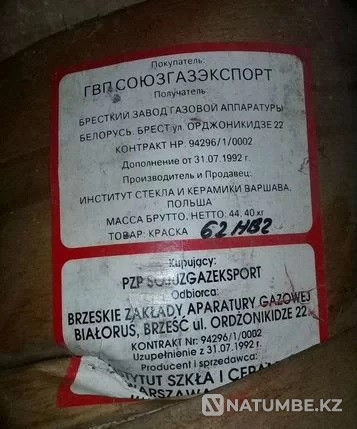 Покупатель:
ГВП СОЮЗГАЗЭКСПОРТ
Получатель:
БРЕСТКИЙ ЗАВОД ГАЗОВОЙ АППАРАТУРЫ
БЕЛОРУСЬ. БРЕСТ ул. ОРДЖОНИКИДЗЕ 22
КОНТРАКТ НР. 94296/1/0002
Дополнение от 31.07.1992 г.
Производитель и Продавец:
ИНСТИТУТ СТЕКЛА И КЕРАМИКИ ВАРШАВА,
ПОЛЬША
МАССА БРУТТО. НЕТТО: 44, 40 кг
ТОВАР: КРАСКА 62 НВ2
Kupujący:
PZP SOJUZGAZEKSPORT
Odbiorca:
BRZESKIE ZAKŁADY APARATURY GAZOWEJ
BIAŁORUS, BRZEŚĆ ul. ORDŻONIKIDZE 22
KONTRAKT Nr: 94296/1/0002
Uzupełnienie z 31.07.1992 r.
Producent i sprzedawca:
SZKŁA I
NATUMBE.KZ